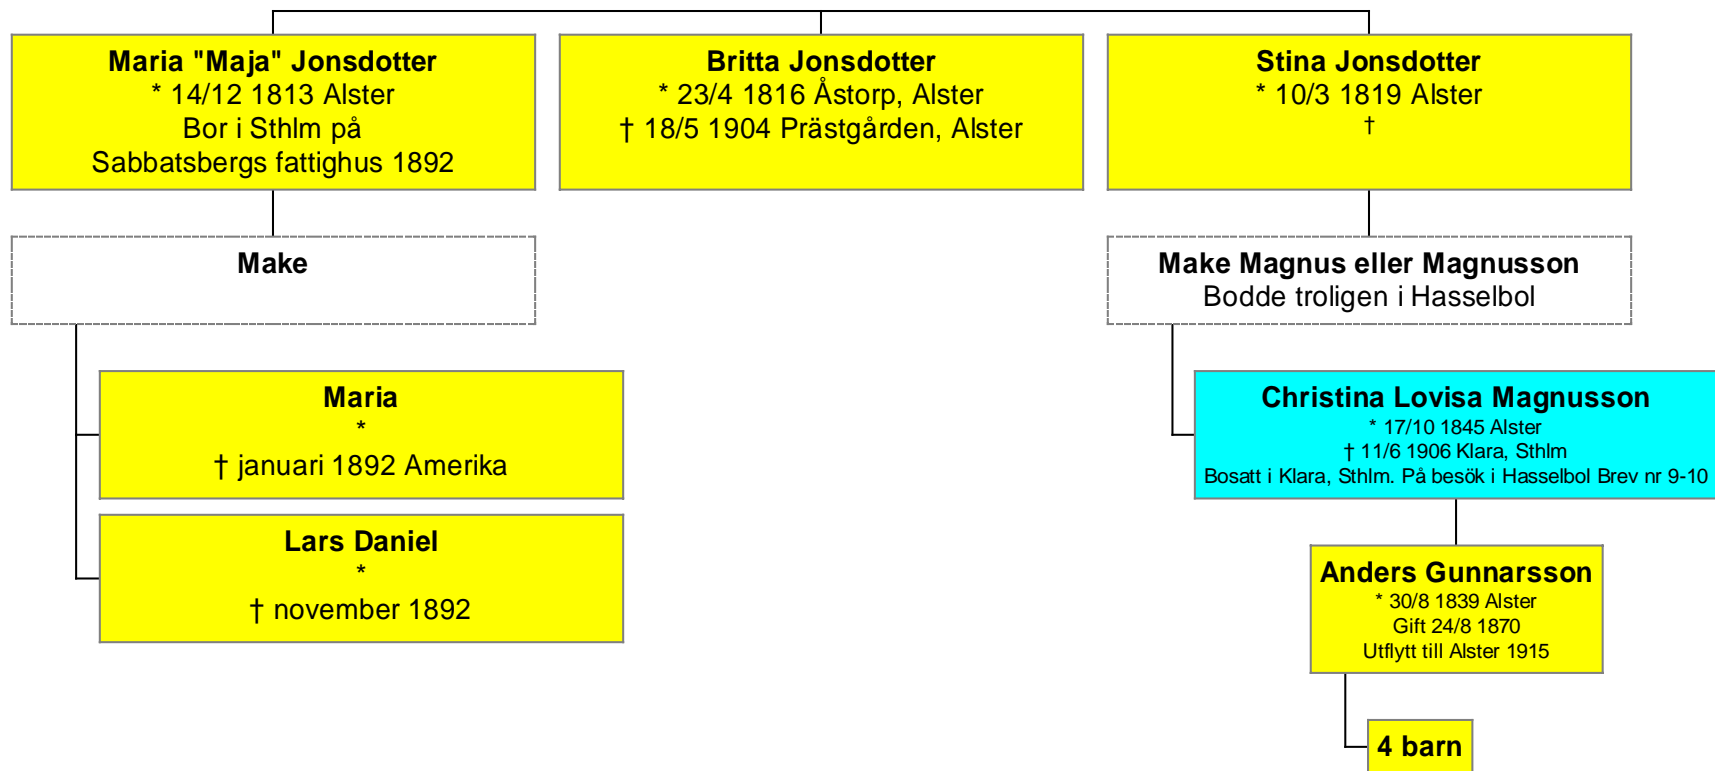 Maria "Maja" Jonsdotter
* 14/12 1813 Alster
Bor i Sthlm på
Sabbatsbergs fattighus 1892
Britta Jonsdotter
* 23/4 1816 Åstorp, Alster
† 18/5 1904 Prästgården, Alster
Stina Jonsdotter
* 10/3 1819 Alster
†
Make
Make Magnus eller Magnusson
Bodde troligen i Hasselbol
Maria
*
† januari 1892 Amerika
Christina Lovisa Magnusson
* 17/10 1845 Alster
† 11/6 1906 Klara, Sthlm
Bosatt i Klara, Sthlm. På besök i Hasselbol Brev nr 9-10
Lars Daniel
*
† november 1892
Anders Gunnarsson
* 30/8 1839 Alster
Gift 24/8 1870
Utflytt till Alster 1915
4 barn